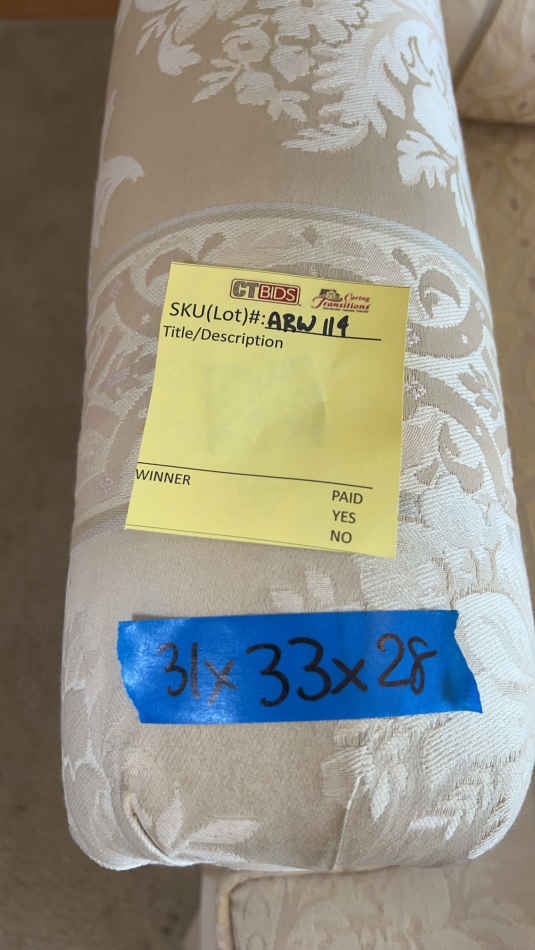 CTBIDS
Caring Transitions
SKU(Lot)#: ARW 114
Title/Description
WINNER
PAID
YES
NO
31x33x28